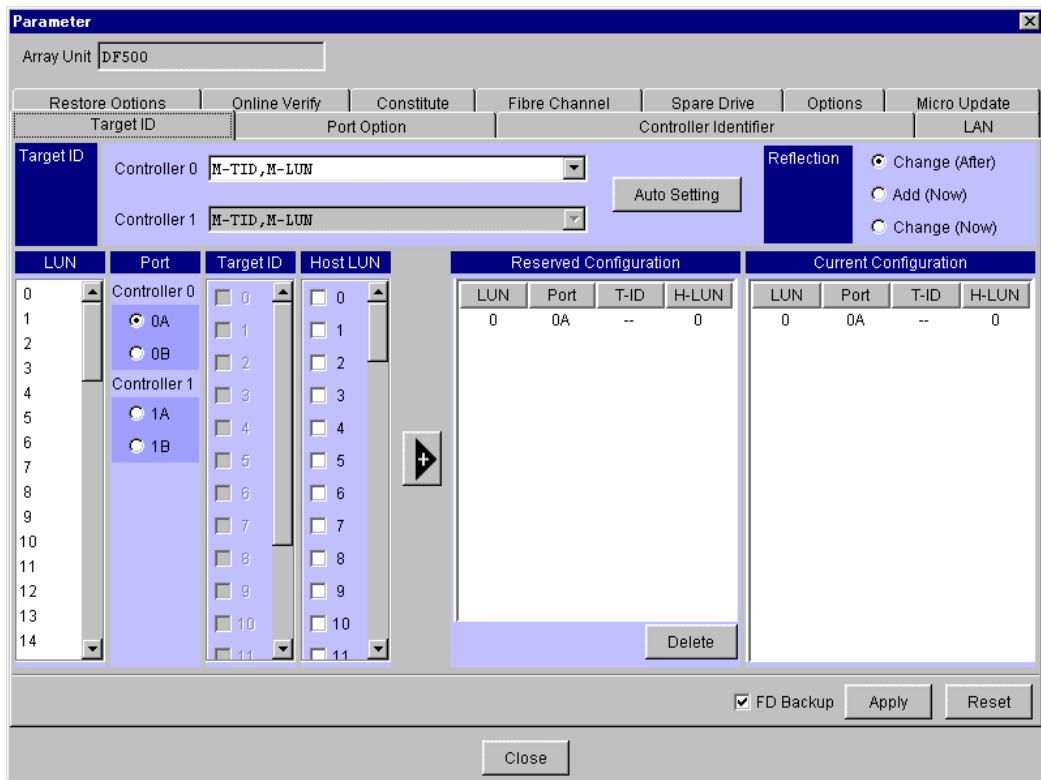 Parameter
Array Unit DF500
Restore Options Online Verify Constitute Fibre Channel Spare Drive Options Micro Update
Target ID Port Option Controller Identifier LAN
Target ID
Controller 0 M-TID,M-LUN
Controller 1 M-TID,M-LUN
Auto Setting
Reflection
Change (After)
Add (Now)
Change (Now)
LUN
0
1
2
3
4
5
6
7
8
9
10
11
12
13
14
Port
Controller 0
0A
0B
Controller 1
1A
1B
Target ID
0
1
2
3
4
5
6
7
8
9
10
11
Host LUN
0
1
2
3
4
5
6
7
8
9
10
11
+
Reserved Configuration
LUN Port T-ID H-LUN
0 0A -- 0
Delete
Current Configuration
LUN Port T-ID H-LUN
0 0A -- 0
FD Backup Apply Reset
Close